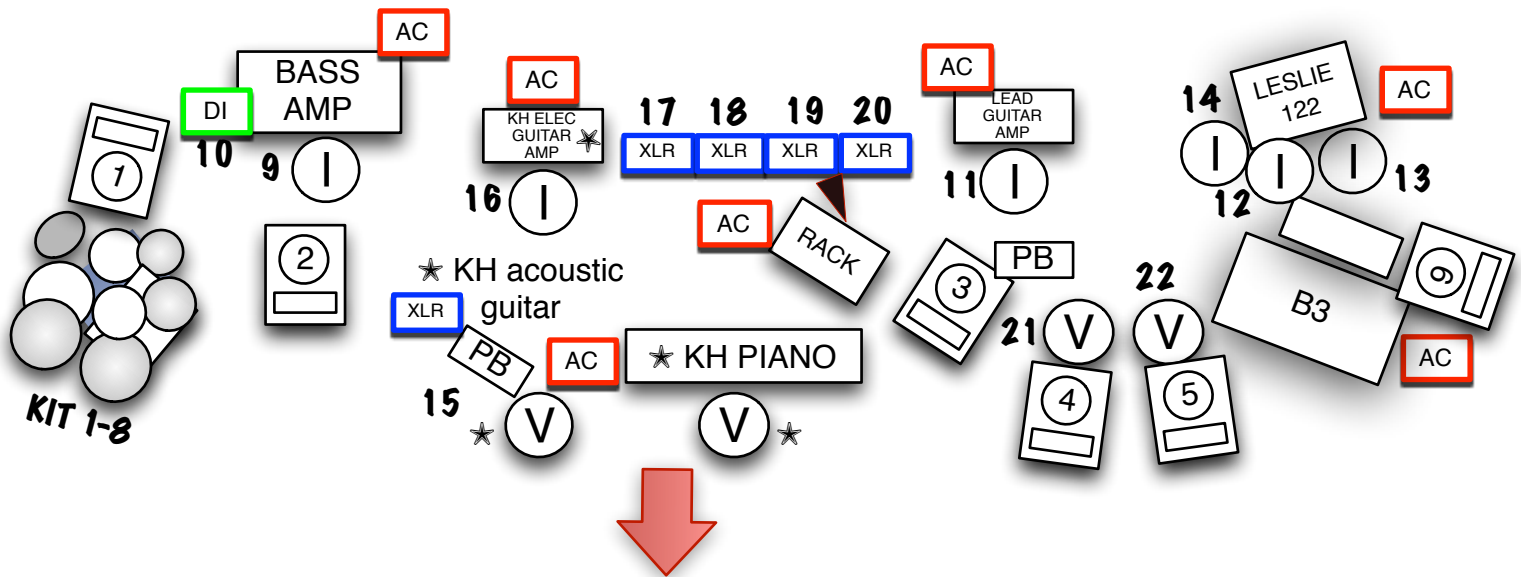 AC
BASS
AMP
DI
10
9
I
1
2
KIT 1-8
AC
KH ELEC
GUITAR
AMP
16
I
17 18 19 20
XLR XLR XLR XLR
AC
RACK
AC
LEAD
GUITAR
AMP
11
I
14
LESLIE
122
AC
I
I
I
12
13
KH acoustic
guitar
XLR
PB
15
V
AC
KH PIANO
V
3
PB
21
V
22
V
4
5
B3
6
AC